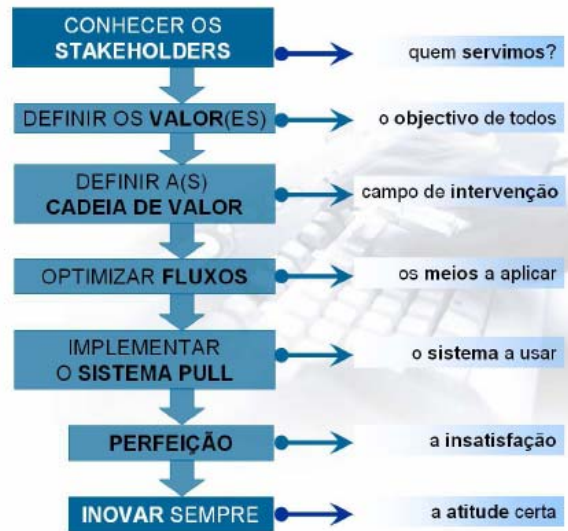 CONHECER OS
STAKEHOLDERS
quem servimos?
DEFINIR OS VALOR(ES)
o objectivo de todos
DEFINIR A(S)
CADEIA DE VALOR
campo de intervenção
OPTIMIZAR FLUXOS
os meios a aplicar
IMPLEMENTAR
O SISTEMA PULL
o sistema a usar
PERFEIÇÃO
a insatisfação
INOVAR SEMPRE
a atitude certa